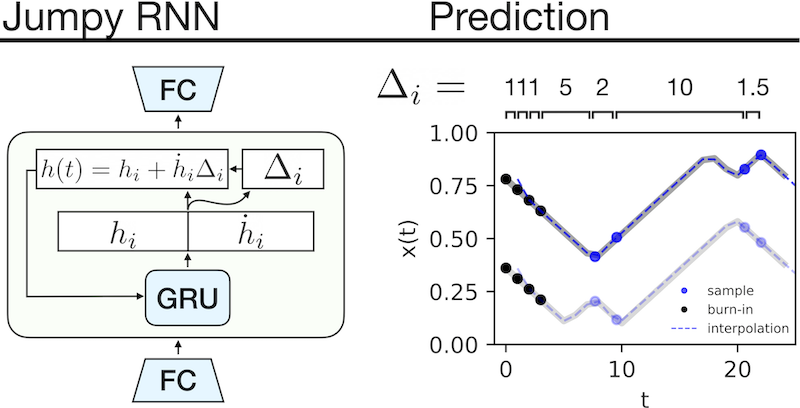 Jumpy RNN
Prediction
FC
h(t) = hᵢ + ḣᵢΔᵢ
Δᵢ
hᵢ
ḣᵢ
GRU
FC
Δᵢ =
1 1 1 5 2 10 1.5
1.00
0.75
0.50
0.25
0.00
x(t)
sample
burn-in
interpolation
0
10
20
t